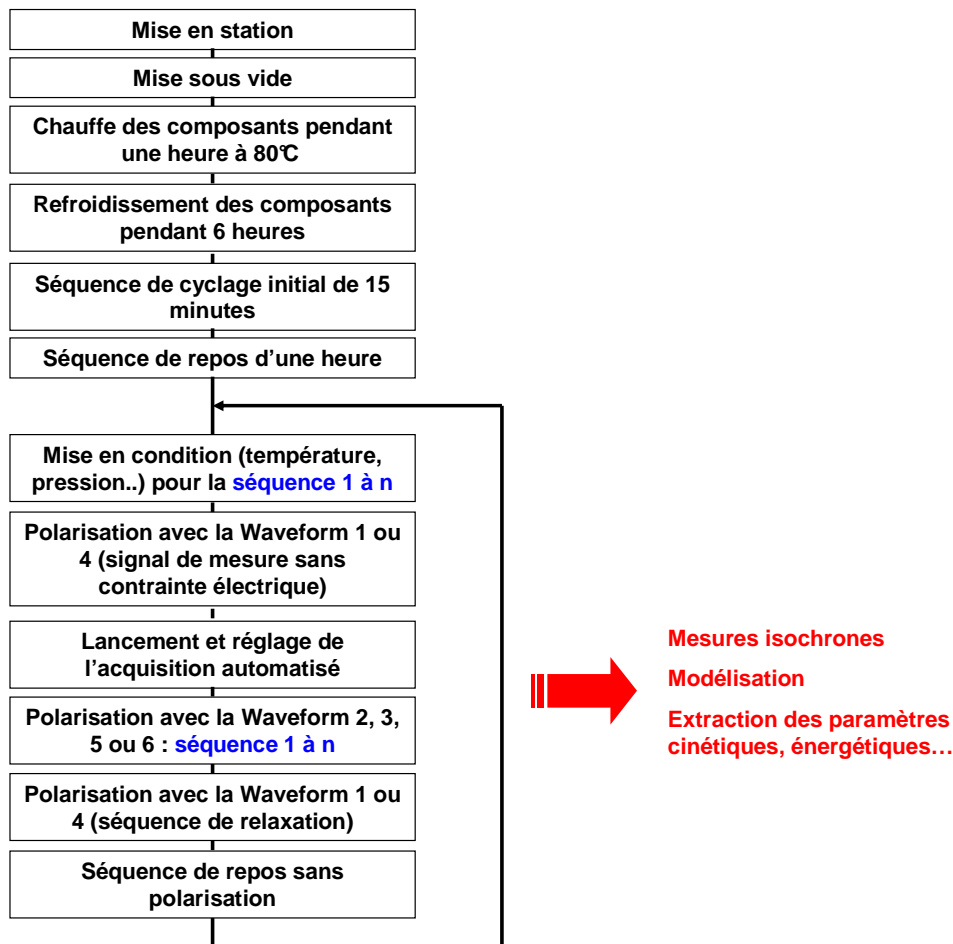 Mise en station
Mise sous vide
Chauffe des composants pendant
une heure à 80°C
Refroidissement des composants
pendant 6 heures
Séquence de cyclage initial de 15
minutes
Séquence de repos d’une heure
Mise en condition (température,
pression..) pour la séquence 1 à n
Polarisation avec la Waveform 1 ou
4 (signal de mesure sans
contrainte électrique)
Lancement et réglage de
l’acquisition automatisé
Polarisation avec la Waveform 2, 3,
5 ou 6 : séquence 1 à n
Polarisation avec la Waveform 1 ou
4 (séquence de relaxation)
Séquence de repos sans
polarisation
Mesures isochrones
Modélisation
Extraction des paramètres
cinétiques, énergétiques…